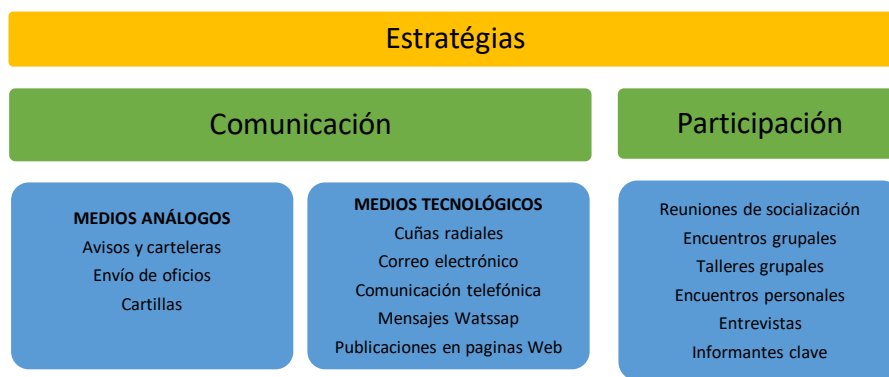 Estratégias
Comunicación
Participación
MEDIOS ANÁLOGOS
Avisos y carteleras
Envío de oficios
Cartillas
MEDIOS TECNOLÓGICOS
Cuñas radiales
Correo electrónico
Comunicación telefónica
Mensajes Watssap
Publicaciones en paginas Web
Reuniones de socialización
Encuentros grupales
Talleres grupales
Encuentros personales
Entrevistas
Informantes clave